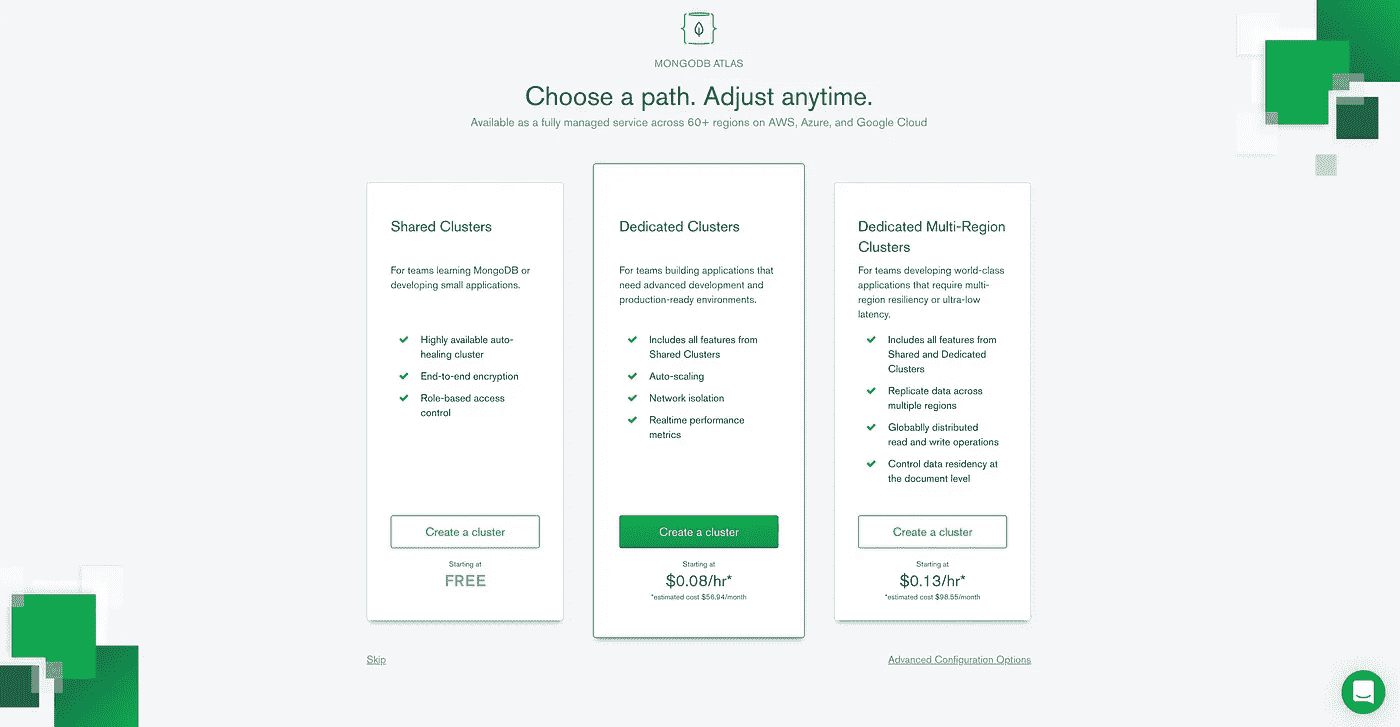 MONGODB ATLAS
Choose a path. Adjust anytime.
Available as a fully managed service across 60+ regions on AWS, Azure, and Google Cloud
Shared Clusters
For teams learning MongoDB or
developing small applications.
Highly available auto-
healing cluster
End-to-end encryption
Role-based access
control
Create a cluster
Starting at
FREE
Dedicated Clusters
For teams building applications that
need advanced development and
production-ready environments.
Includes all features from
Shared Clusters
Auto-scaling
Network isolation
Realtime performance
metrics
Create a cluster
Starting at
$0.08/hr*
*estimated cost $56.94/month
Dedicated Multi-Region
Clusters
For teams developing world-class
applications that require multi-
region resiliency or ultra-low
latency.
Includes all features from
Shared and Dedicated
Clusters
Replicate data across
multiple regions
Globablly distributed
read and write operations
Control data residency at
the document level
Create a cluster
Starting at
$0.13/hr*
*estimated cost $98.55/month
Skip
Advanced Configuration Options